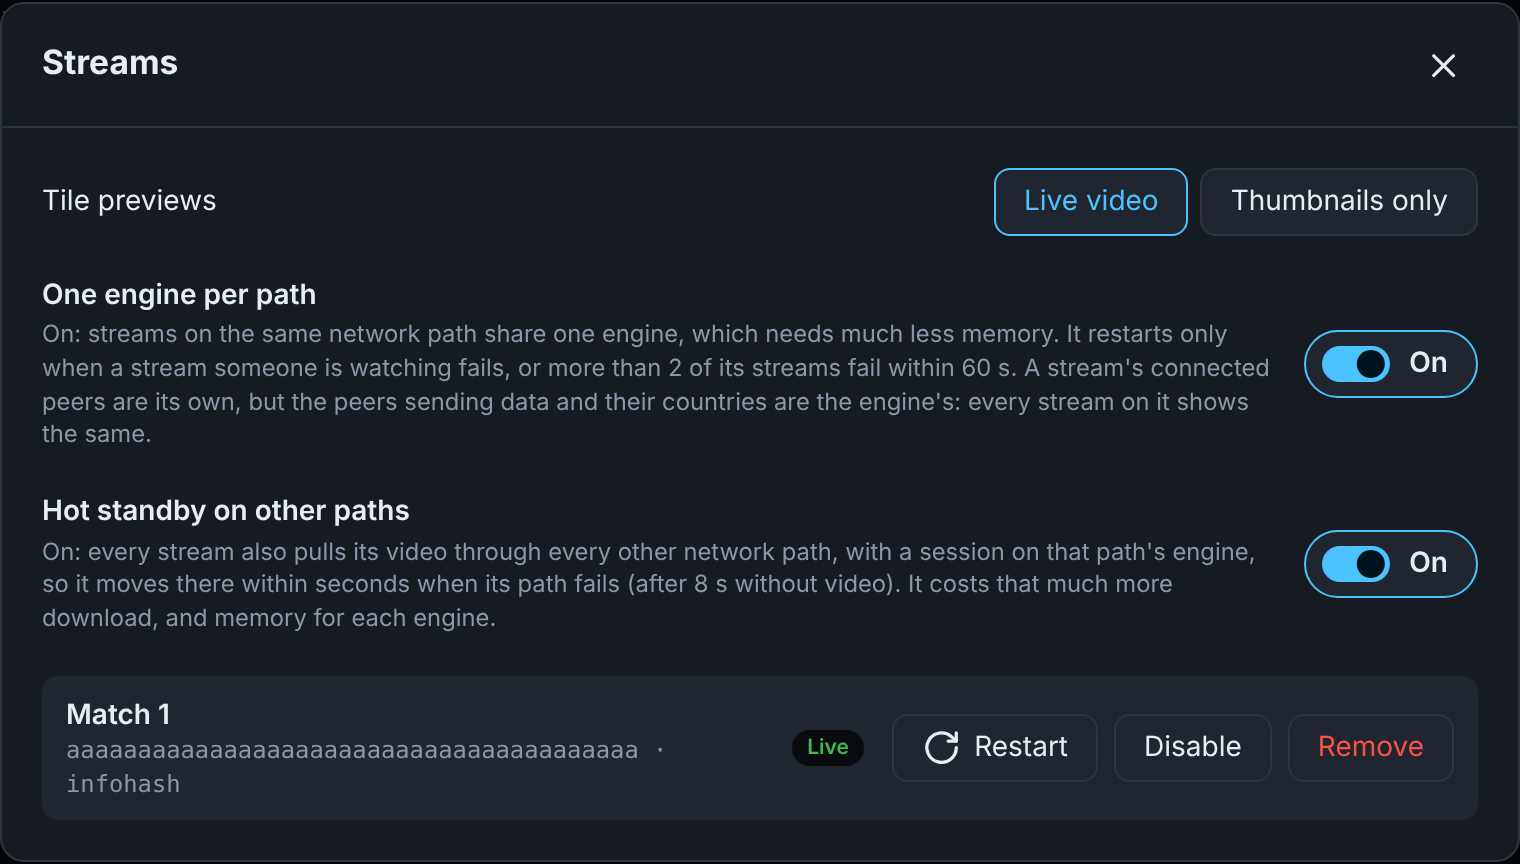 Streams
Tile previews
Live video
Thumbnails only
One engine per path
On: streams on the same network path share one engine, which needs much less memory. It restarts only
when a stream someone is watching fails, or more than 2 of its streams fail within 60 s. A stream's connected
peers are its own, but the peers sending data and their countries are the engine's: every stream on it shows
the same.
On
Hot standby on other paths
On: every stream also pulls its video through every other network path, with a session on that path's engine,
so it moves there within seconds when its path fails (after 8 s without video). It costs that much more
download, and memory for each engine.
On
Match 1
aaaaaaaaaaaaaaaaaaaaaaaaaaaaaaaaaaaaaaaa ·
infohash
Live
Restart
Disable
Remove